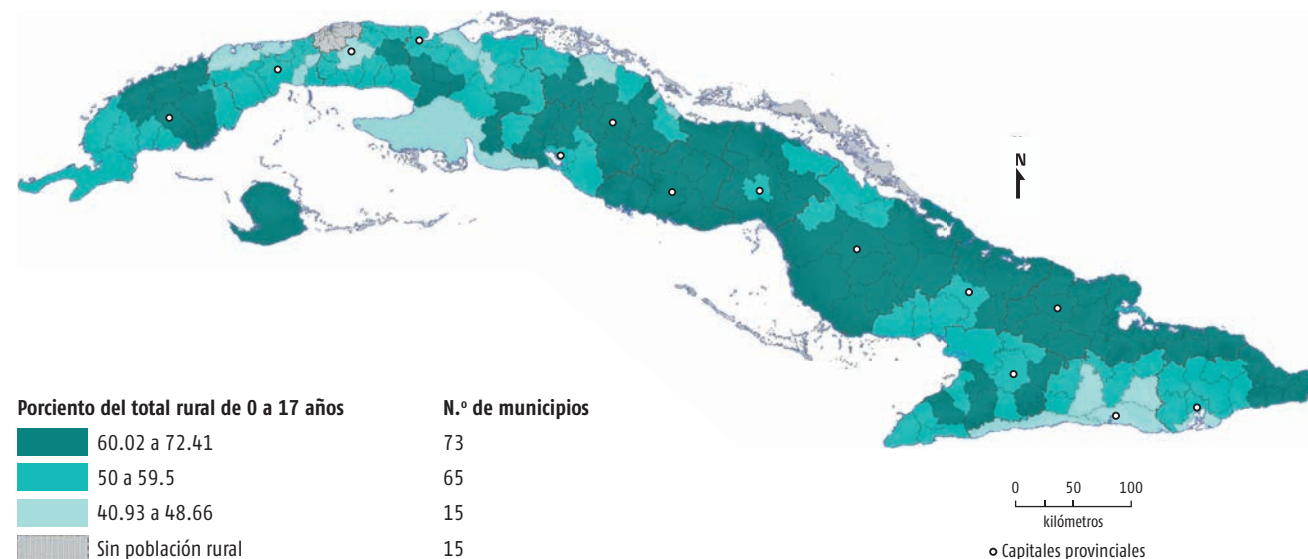 N
Porciento del total rural de 0 a 17 años N.º de municipios
60.02 a 72.41 73
50 a 59.5 65
40.93 a 48.66 15
Sin población rural 15
0 50 100
kilómetros
Capitales provinciales